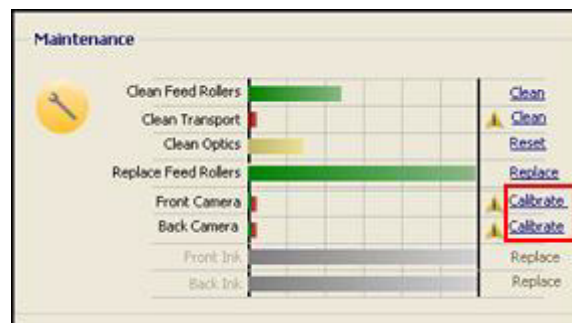 Maintenance
Clean Feed Rollers Clean
Clean Transport Clean
Clean Optics Reset
Replace Feed Rollers Replace
Front Camera Calibrate
Back Camera Calibrate
Front Ink Replace
Back Ink Replace